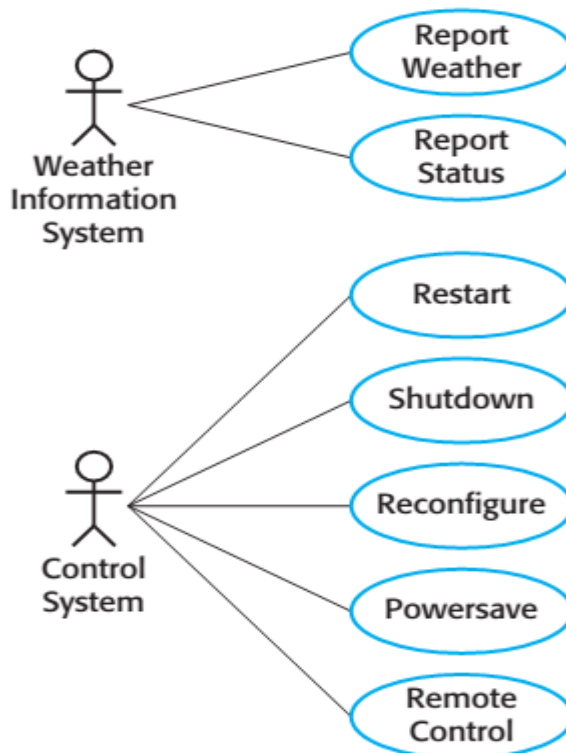 Report
Weather
Report
Status
Weather
Information
System
Restart
Shutdown
Reconfigure
Control
System
Powersave
Remote
Control